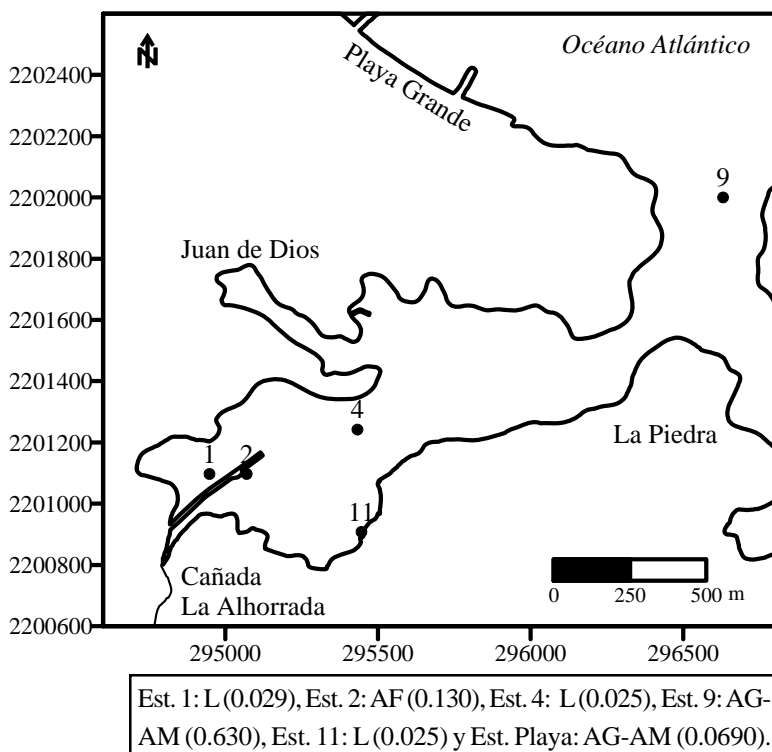 N
Océano Atlántico
Playa Grande
2202400
2202200
2202000
2201800
2201600
2201400
2201200
2201000
2200800
2200600
9
Juan de Dios
4
La Piedra
1
2
11
Cañada
La Alhorrada
0 250 500 m
295000 295500 296000 296500
Est. 1: L (0.029), Est. 2: AF (0.130), Est. 4: L (0.025), Est. 9: AG-
AM (0.630), Est. 11: L (0.025) y Est. Playa: AG-AM (0.0690).